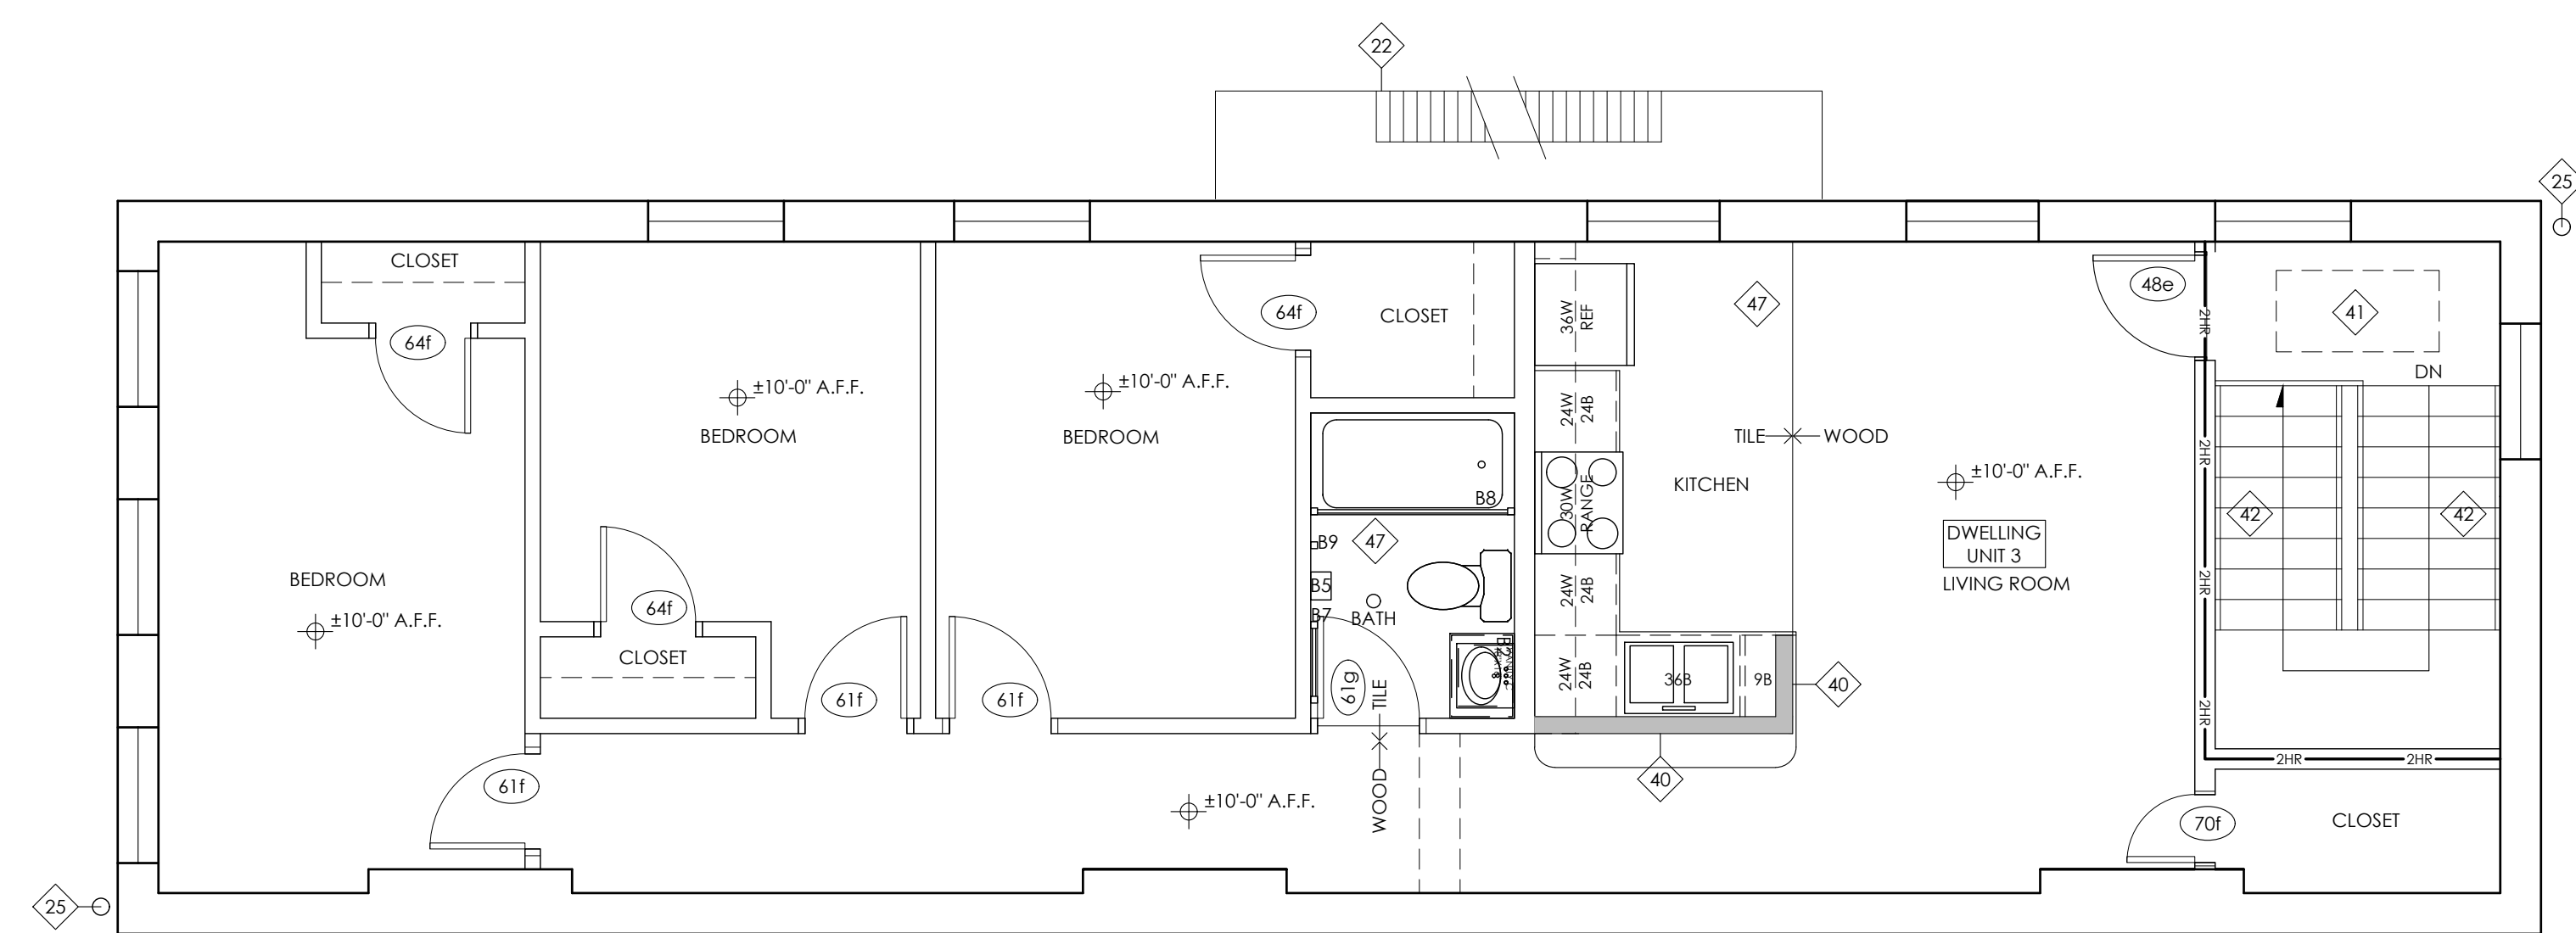 22
25
CLOSET
64f
±10'-0" A.F.F.
BEDROOM
±10'-0" A.F.F.
BEDROOM
64f
CLOSET
36W
REF
47
48e
2HR
41
DN
24W
24B
TILE
WOOD
KITCHEN
30W
RANGE
B8
±10'-0" A.F.F.
DWELLING
UNIT 3
LIVING ROOM
2HR
42
42
BEDROOM
±10'-0" A.F.F.
64f
CLOSET
B9
47
B5
B7
BATH
24W
24B
2HR
61f
61f
61g
TILE
24W
24B
36B
9B
40
2HR
61f
WOOD
40
2HR
2HR
±10'-0" A.F.F.
70f
CLOSET
25